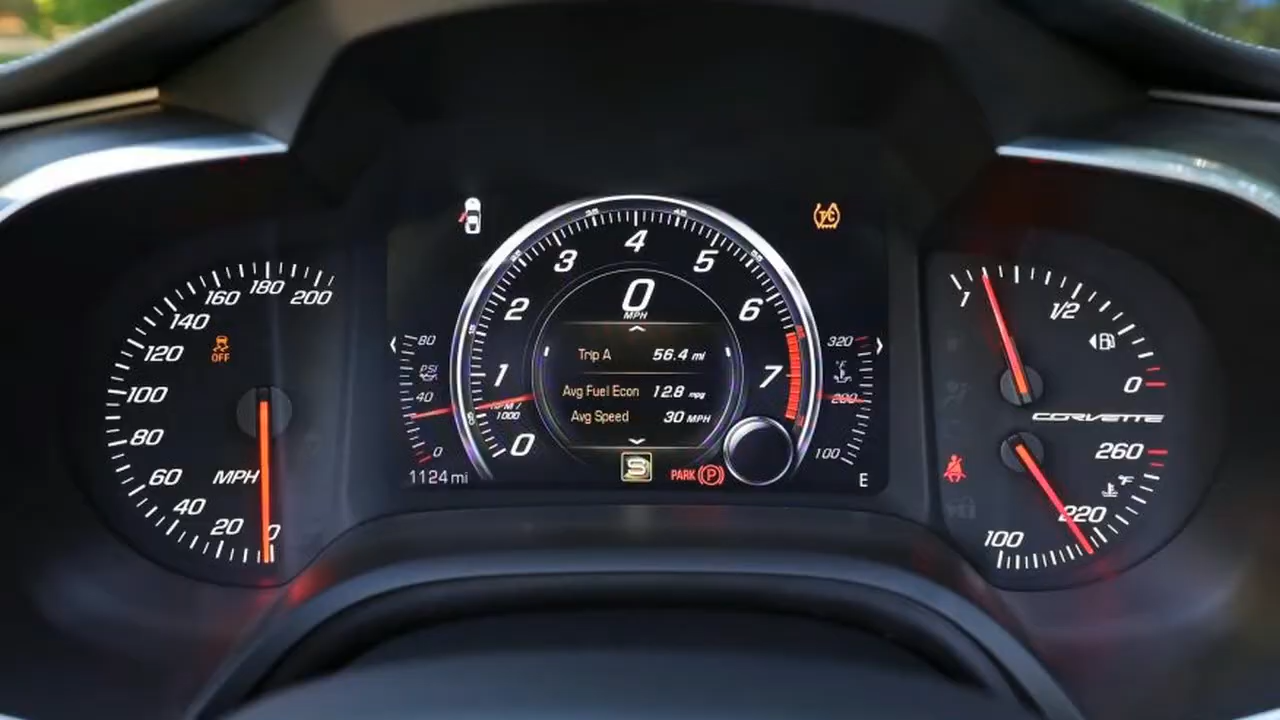 200
180
160
140
120
100
80
60
40
20
0
MPH
OFF
80
PSI
40
0
1124 mi
0
1
2
3
4
5
6
7
RPM /
1000
0
MPH
Trip A 56.4 mi
Avg Fuel Econ 12.8 mpg
Avg Speed 30 MPH
S
PARK P
T/C
320
°F
200
100
E
1
1/2
0
CORVETTE
260
°F
220
100